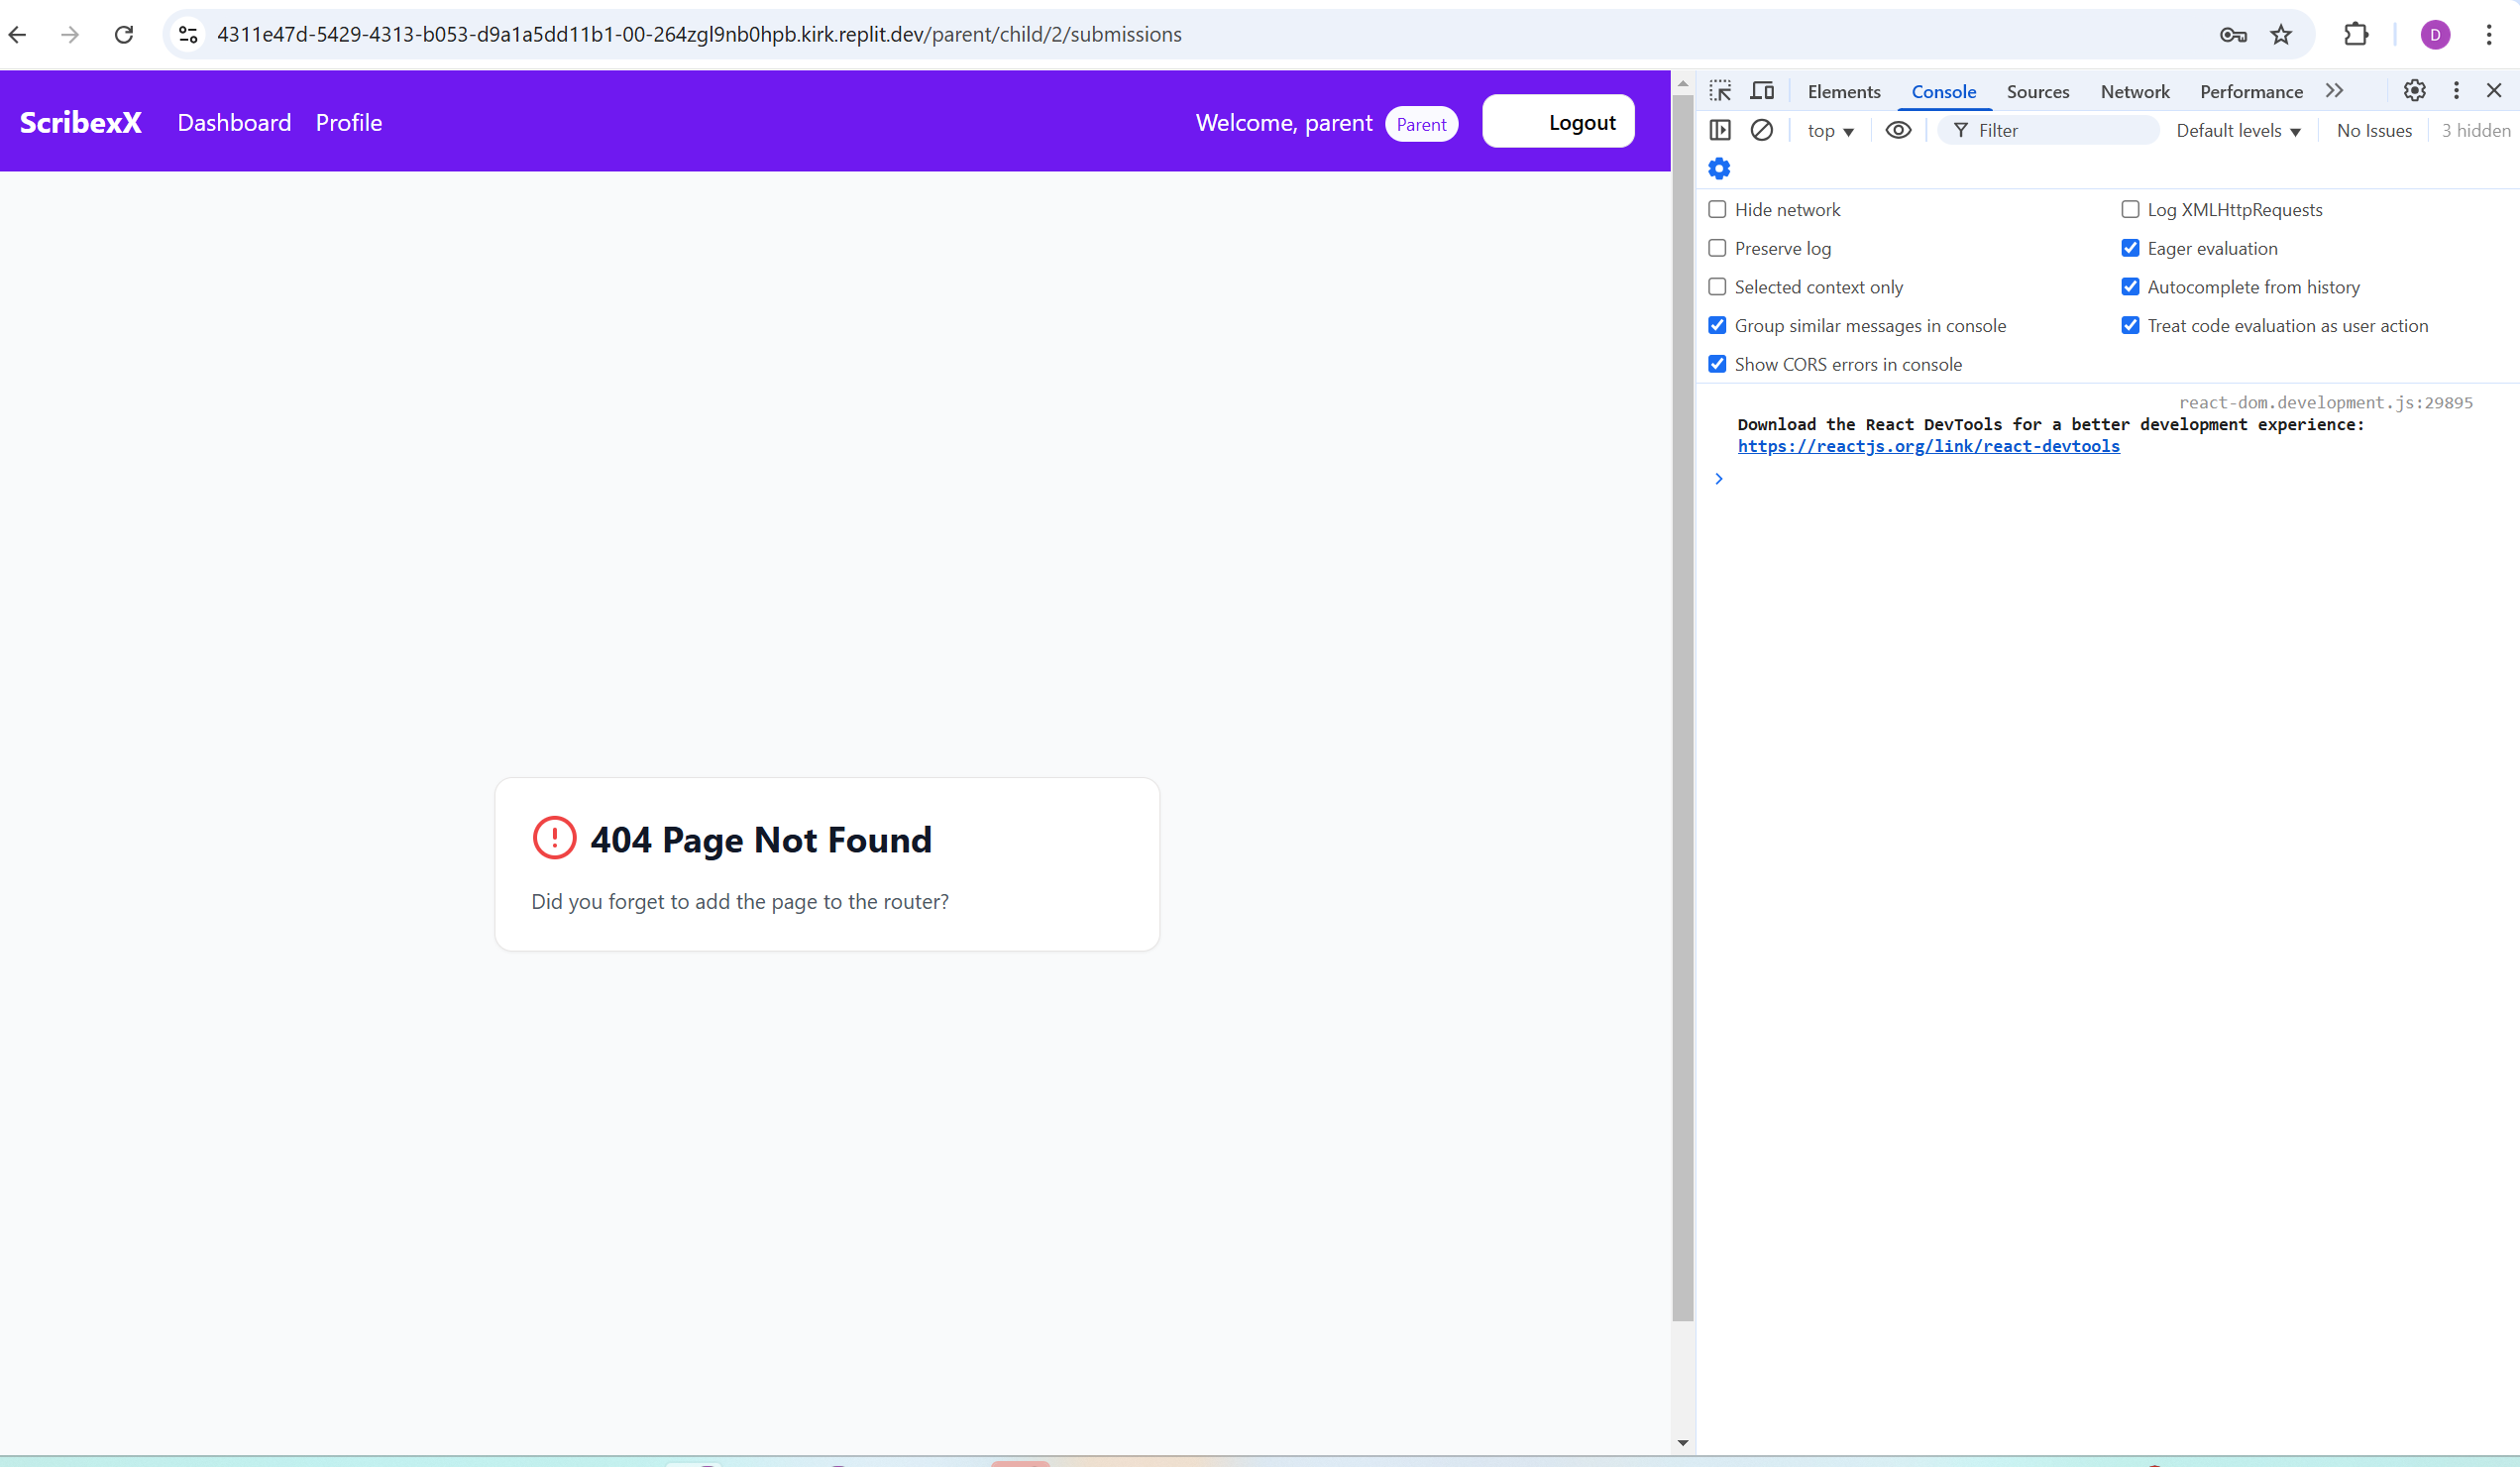 4311e47d-5429-4313-b053-d9a1a5dd11b1-00-264zgl9nb0hpb.kirk.replit.dev/parent/child/2/submissions
D
ScribexX Dashboard Profile Welcome, parent Parent Logout
404 Page Not Found
Did you forget to add the page to the router?
Elements Console Sources Network Performance
top Filter Default levels No Issues 3 hidden
Hide network Log XMLHttpRequests
Preserve log Eager evaluation
Selected context only Autocomplete from history
Group similar messages in console Treat code evaluation as user action
Show CORS errors in console
react-dom.development.js:29895
Download the React DevTools for a better development experience:
https://reactjs.org/link/react-devtools